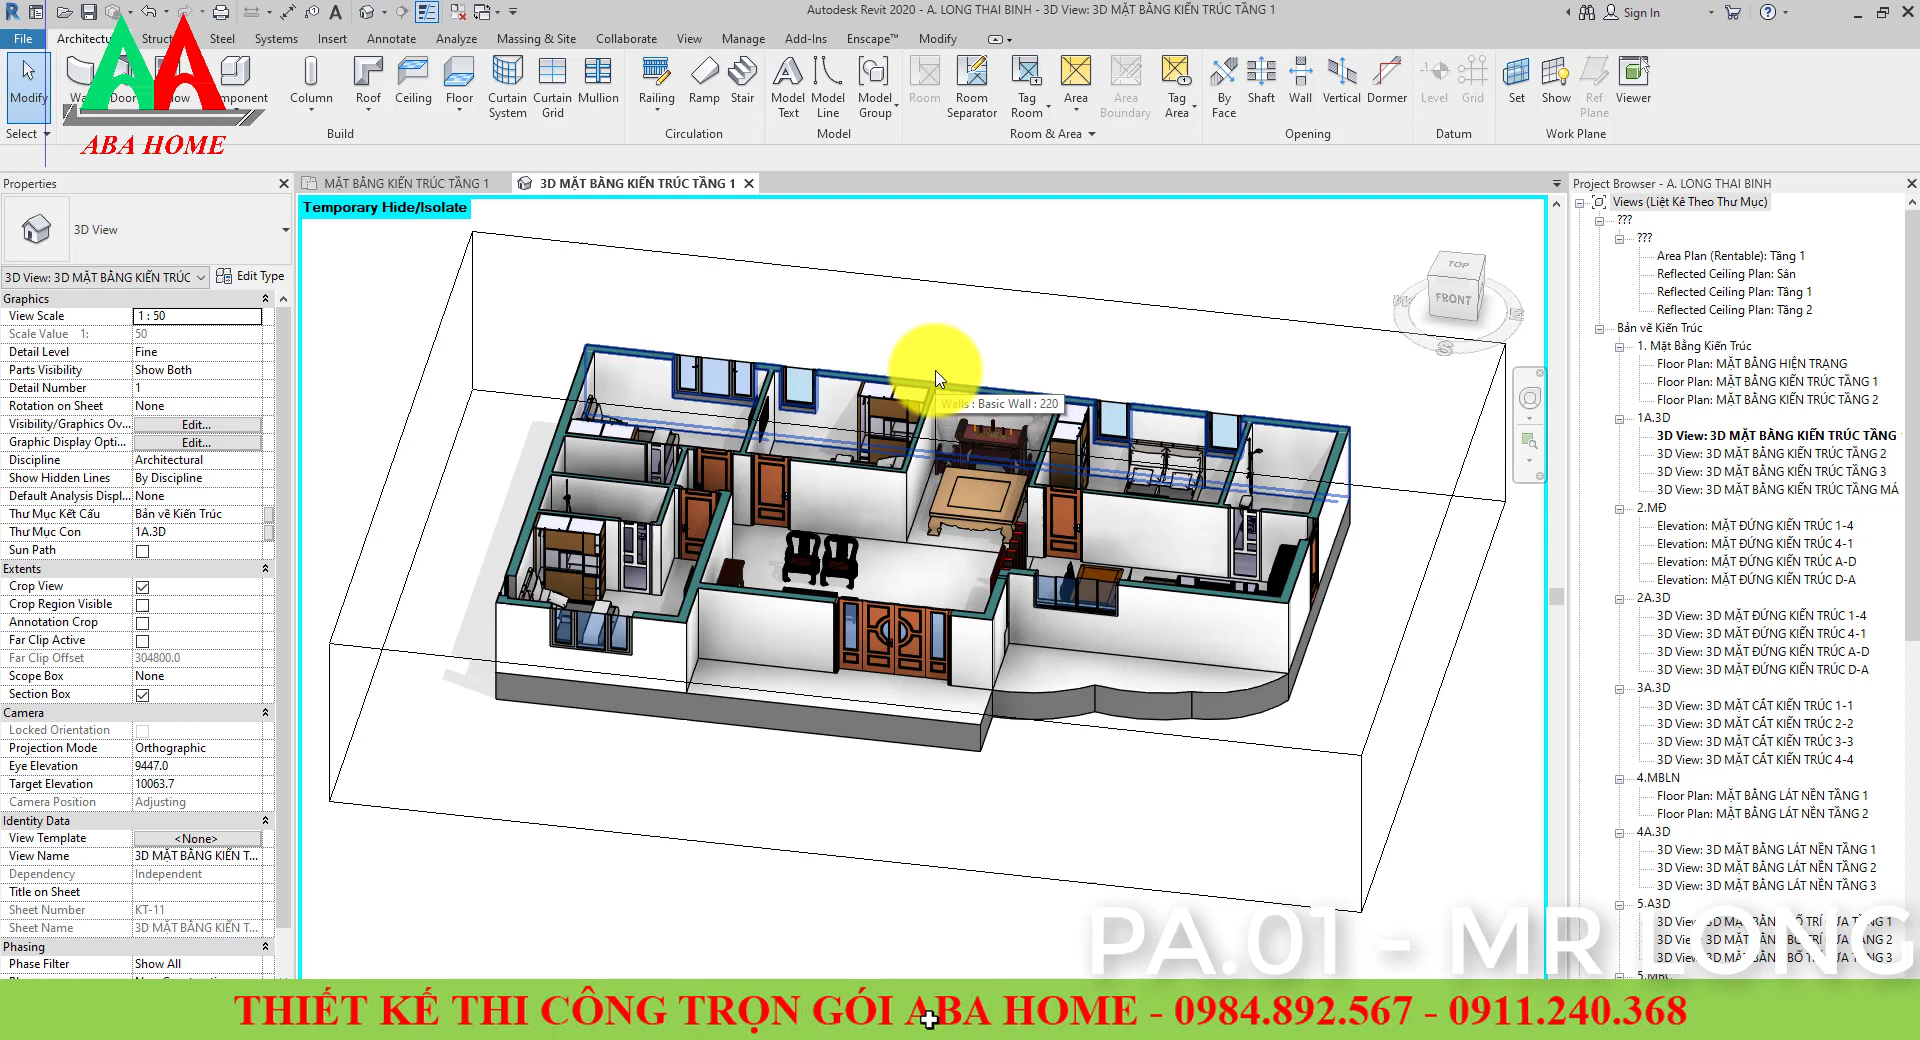 Autodesk Revit 2020 - A. LONG THAI BINH - 3D View: 3D MẶT BẰNG KIẾN TRÚC TẦNG 1
Sign In
File
Steel Systems Insert Annotate Analyze Massing & Site Collaborate View Manage Add-Ins Enscape™ Modify
Modify
Column
Roof
Ceiling
Floor
Curtain System
Curtain Grid
Mullion
Railing
Ramp
Stair
Model Text
Model Line
Model Group
Room
Room Separator
Tag Room
Area
Area Boundary
Tag Area
By Face
Shaft
Wall
Vertical
Dormer
Level
Grid
Set
Show
Ref Plane
Viewer
Select
Build
Circulation
Model
Room & Area
Opening
Datum
Work Plane
AA
ABA HOME
Properties
3D View
3D View: 3D MẶT BẰNG KIẾN TRÚC
Edit Type
Graphics
View Scale 1 : 50
Scale Value 1: 50
Detail Level Fine
Parts Visibility Show Both
Detail Number 1
Rotation on Sheet None
Visibility/Graphics Ov... Edit...
Graphic Display Opti... Edit...
Discipline Architectural
Show Hidden Lines By Discipline
Default Analysis Displ... None
Thư Mục Kết Cấu Bản vẽ Kiến Trúc
Thư Mục Con 1A.3D
Sun Path
Extents
Crop View
Crop Region Visible
Annotation Crop
Far Clip Active
Far Clip Offset 304800.0
Scope Box None
Section Box
Camera
Locked Orientation
Projection Mode Orthographic
Eye Elevation 9447.0
Target Elevation 10063.7
Camera Position Adjusting
Identity Data
View Template <None>
View Name 3D MẶT BẰNG KIẾN T...
Dependency Independent
Title on Sheet
Sheet Number KT-11
Sheet Name 3D MẶT BẰNG KIẾN T...
Phasing
Phase Filter Show All
MẶT BẰNG KIẾN TRÚC TẦNG 1
3D MẶT BẰNG KIẾN TRÚC TẦNG 1
Temporary Hide/Isolate
Walls : Basic Wall : 220
TOP
FRONT
S
E
Project Browser - A. LONG THAI BINH
Views (Liệt Kê Theo Thư Mục)
???
???
Area Plan (Rentable): Tầng 1
Reflected Ceiling Plan: Sân
Reflected Ceiling Plan: Tầng 1
Reflected Ceiling Plan: Tầng 2
Bản vẽ Kiến Trúc
1. Mặt Bằng Kiến Trúc
Floor Plan: MẶT BẰNG HIỆN TRẠNG
Floor Plan: MẶT BẰNG KIẾN TRÚC TẦNG 1
Floor Plan: MẶT BẰNG KIẾN TRÚC TẦNG 2
1A.3D
3D View: 3D MẶT BẰNG KIẾN TRÚC TẦNG
3D View: 3D MẶT BẰNG KIẾN TRÚC TẦNG 2
3D View: 3D MẶT BẰNG KIẾN TRÚC TẦNG 3
3D View: 3D MẶT BẰNG KIẾN TRÚC TẦNG MÁ
2.MĐ
Elevation: MẶT ĐỨNG KIẾN TRÚC 1-4
Elevation: MẶT ĐỨNG KIẾN TRÚC 4-1
Elevation: MẶT ĐỨNG KIẾN TRÚC A-D
Elevation: MẶT ĐỨNG KIẾN TRÚC D-A
2A.3D
3D View: 3D MẶT ĐỨNG KIẾN TRÚC 1-4
3D View: 3D MẶT ĐỨNG KIẾN TRÚC 4-1
3D View: 3D MẶT ĐỨNG KIẾN TRÚC A-D
3D View: 3D MẶT ĐỨNG KIẾN TRÚC D-A
3A.3D
3D View: 3D MẶT CẮT KIẾN TRÚC 1-1
3D View: 3D MẶT CẮT KIẾN TRÚC 2-2
3D View: 3D MẶT CẮT KIẾN TRÚC 3-3
3D View: 3D MẶT CẮT KIẾN TRÚC 4-4
4.MBLN
Floor Plan: MẶT BẰNG LÁT NỀN TẦNG 1
Floor Plan: MẶT BẰNG LÁT NỀN TẦNG 2
4A.3D
3D View: 3D MẶT BẰNG LÁT NỀN TẦNG 1
3D View: 3D MẶT BẰNG LÁT NỀN TẦNG 2
3D View: 3D MẶT BẰNG LÁT NỀN TẦNG 3
5.A3D
PA.01 - MR LONG
THIẾT KẾ THI CÔNG TRỌN GÓI ABA HOME - 0984.892.567 - 0911.240.368